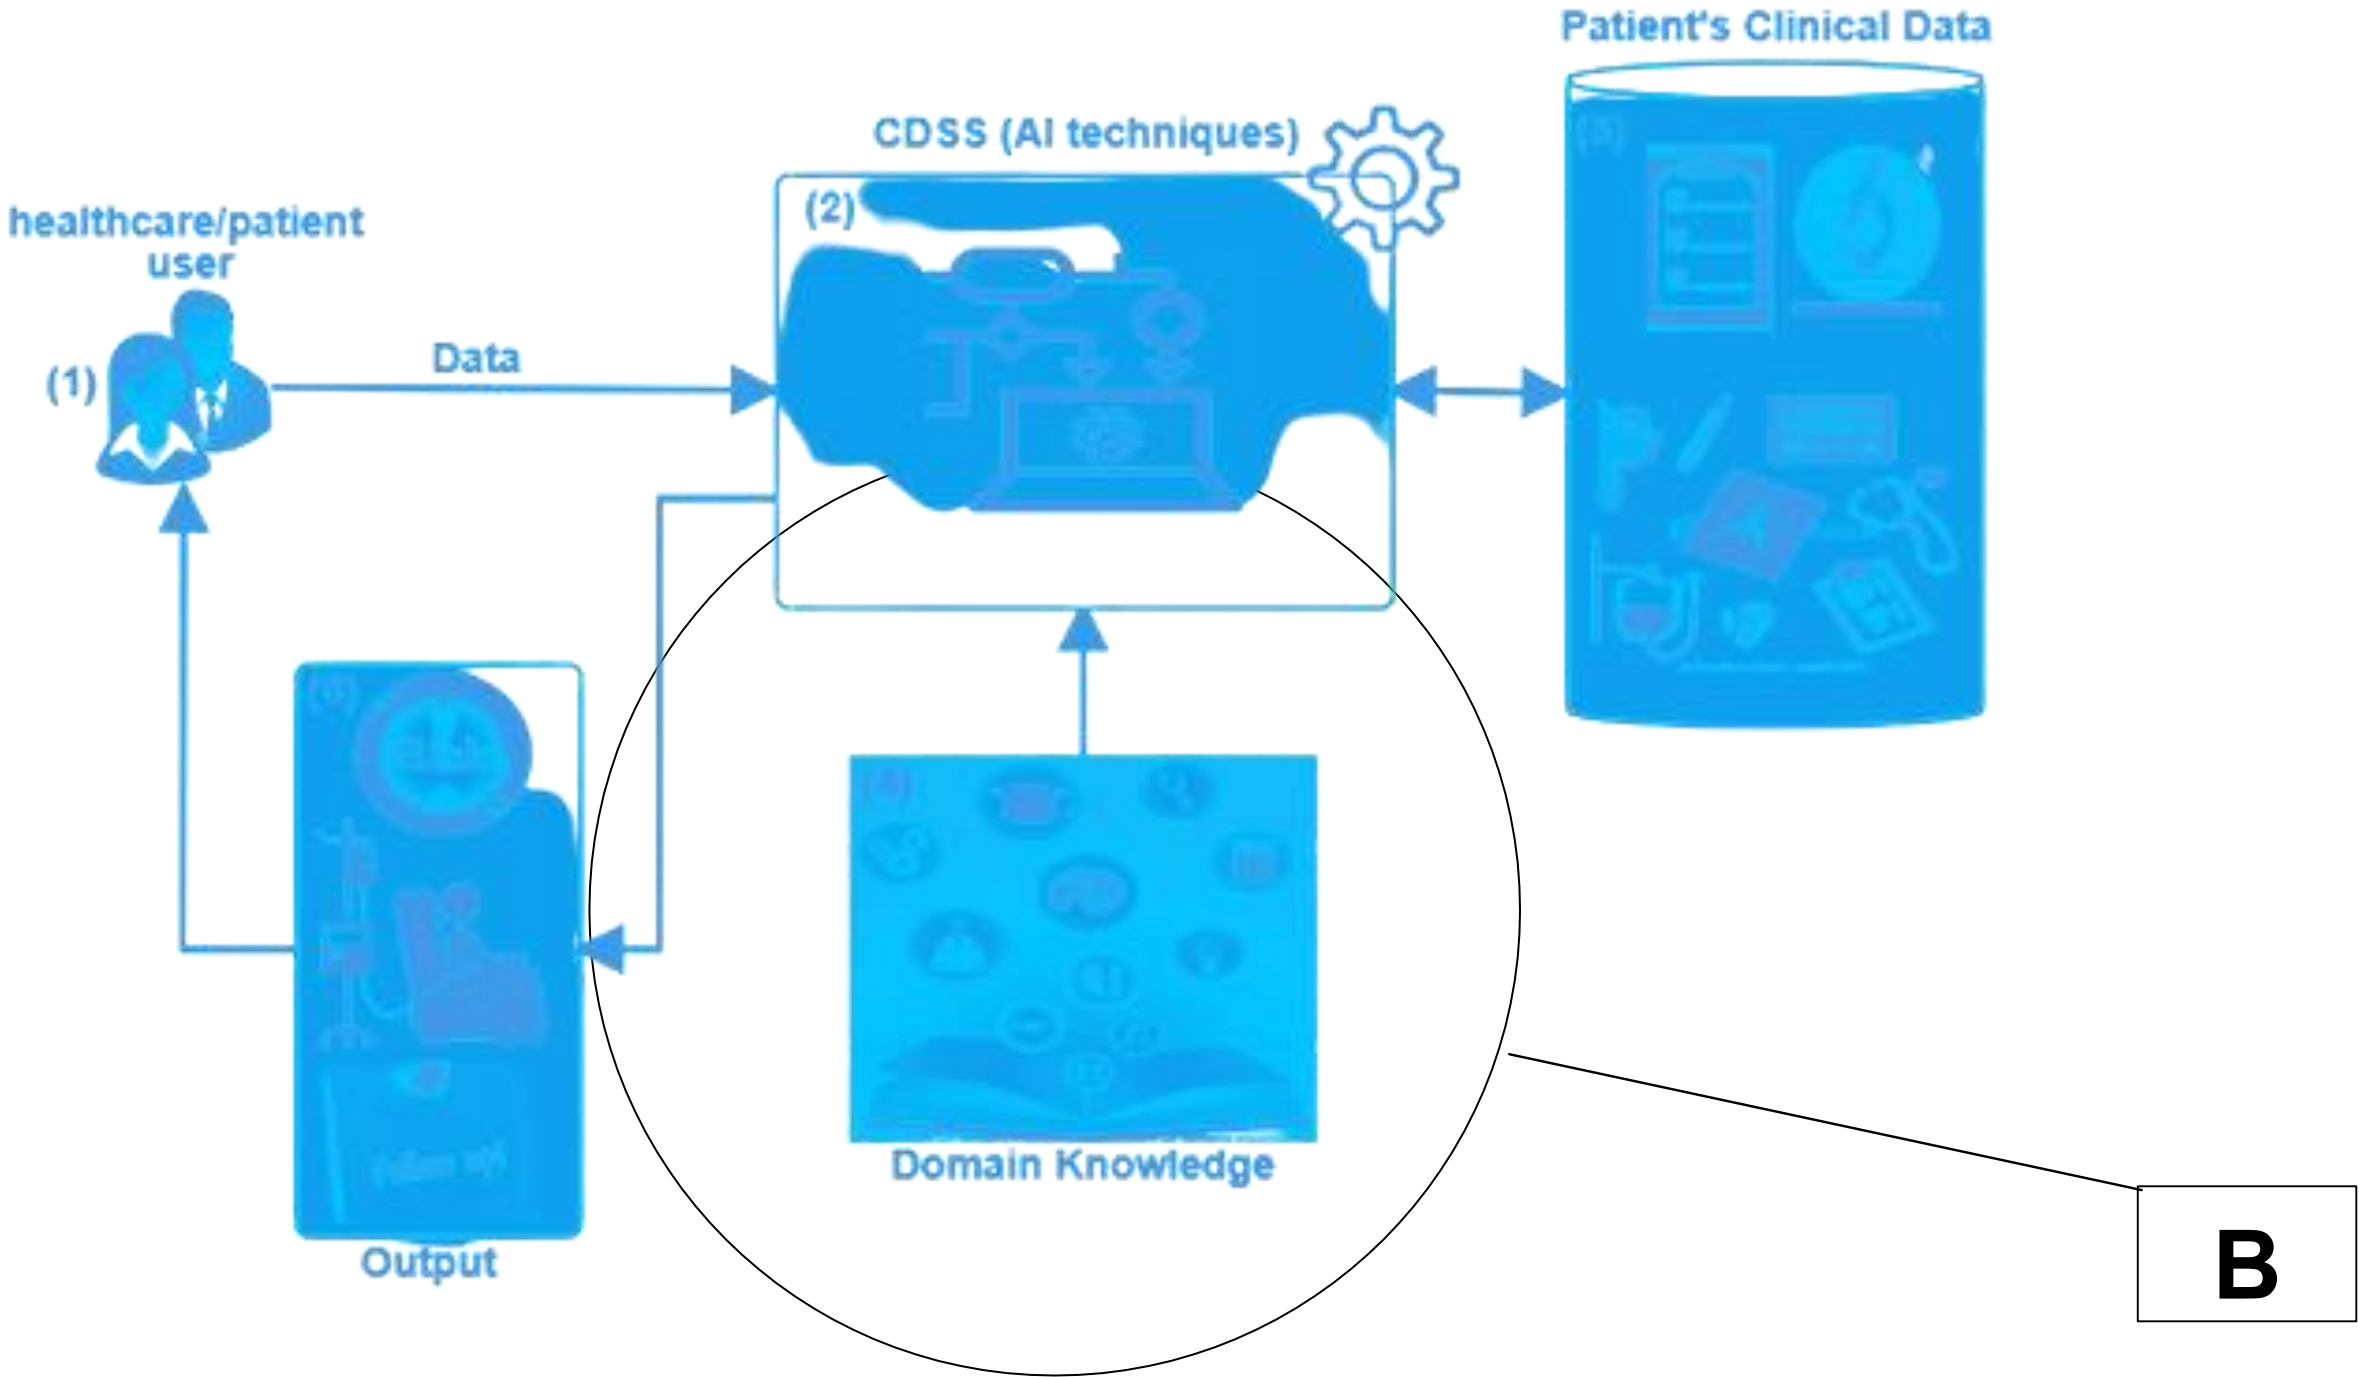 Patient's Clinical Data
CDSS (AI techniques)
(2)
healthcare/patient
user
(1)
Data
Domain Knowledge
Output
B